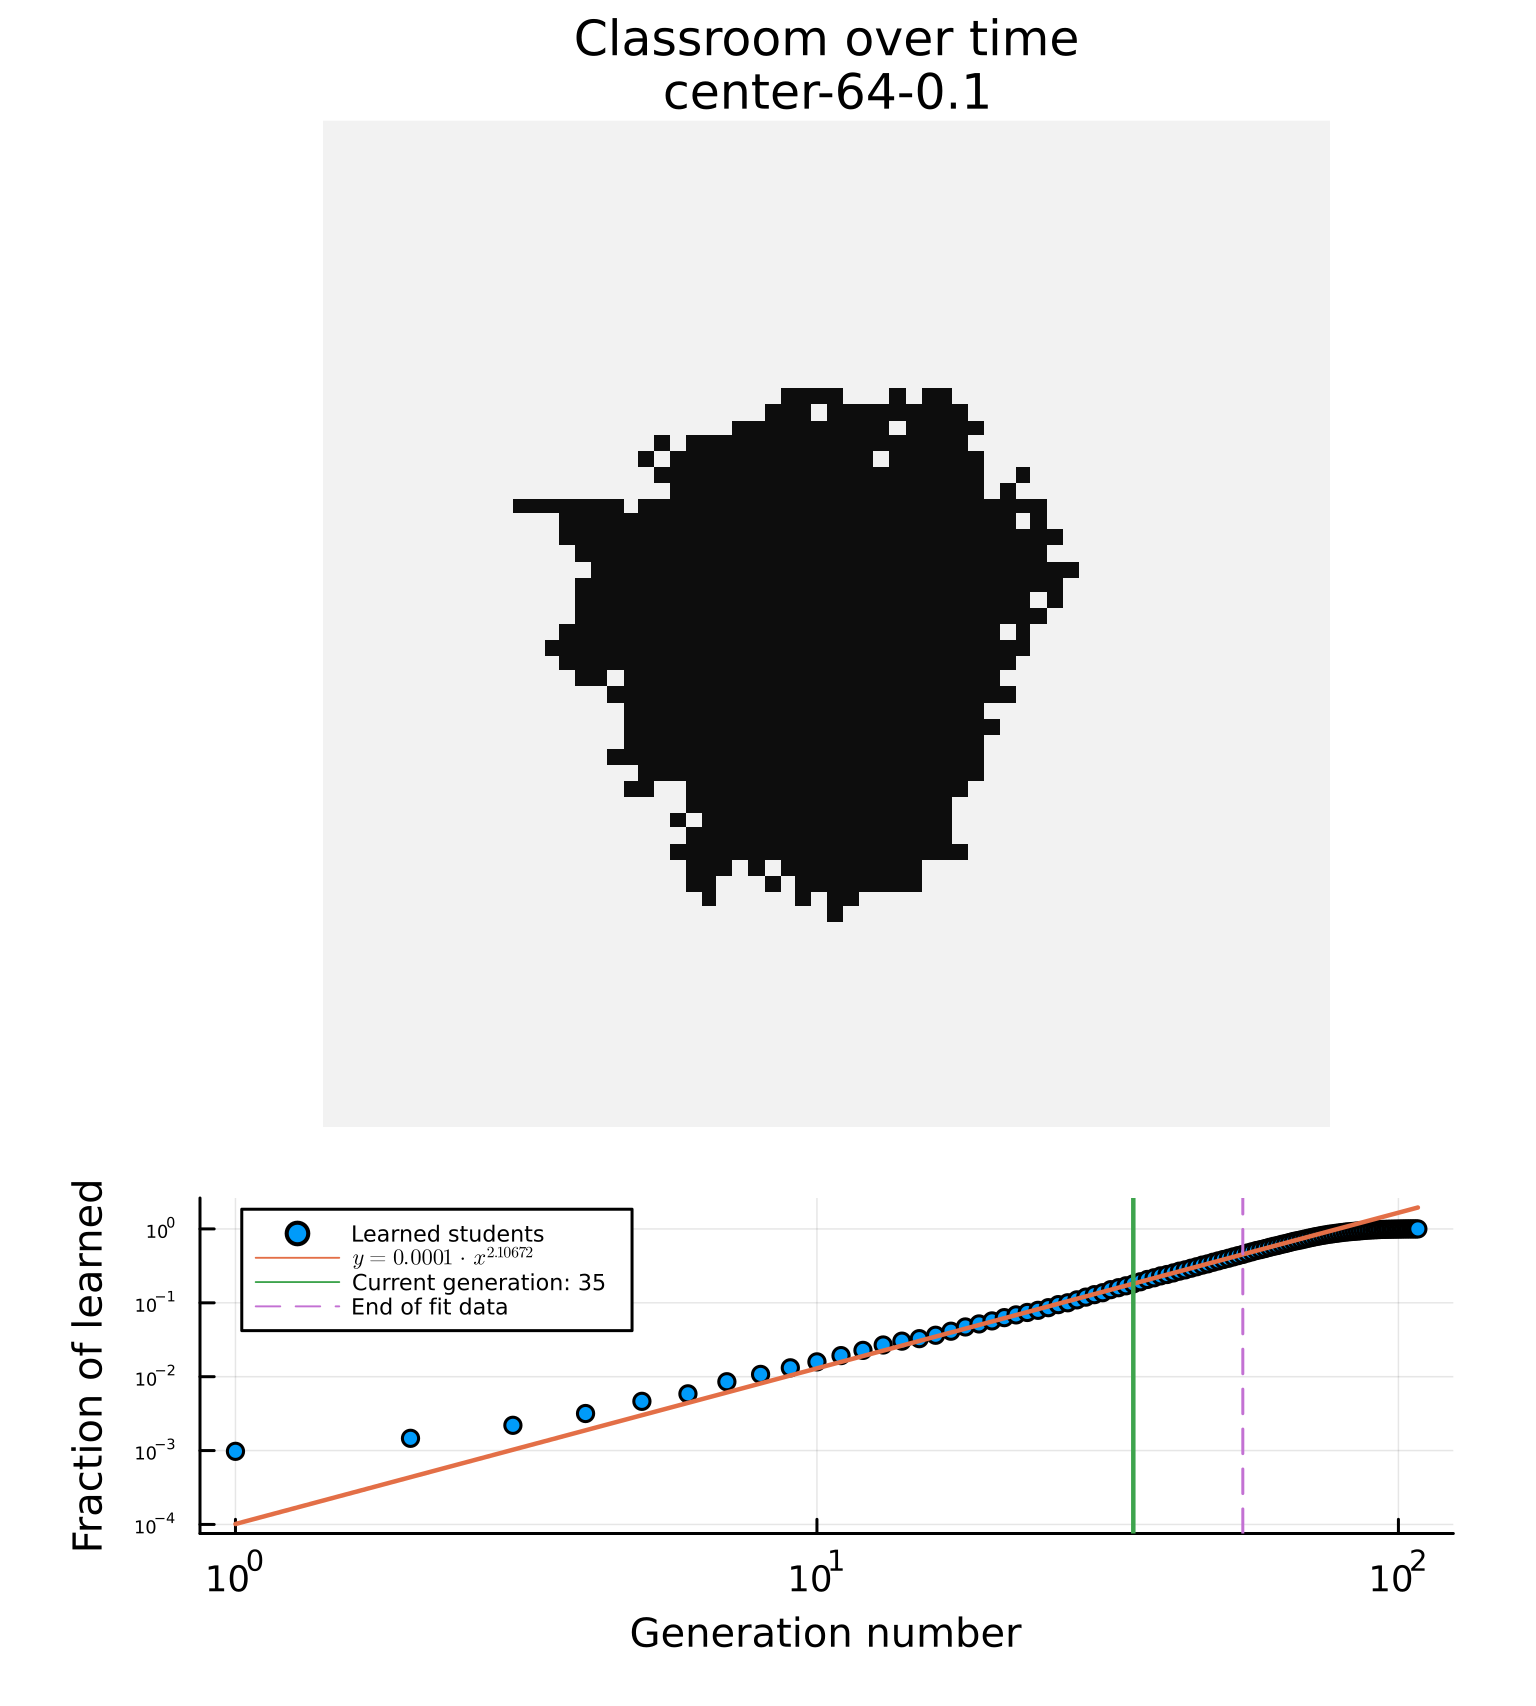 Classroom over time
center-64-0.1
Fraction of learned
10^0
10^-1
10^-2
10^-3
10^-4
Learned students
y = 0.0001 · x^2.10672
Current generation: 35
End of fit data
10^0 10^1 10^2
Generation number